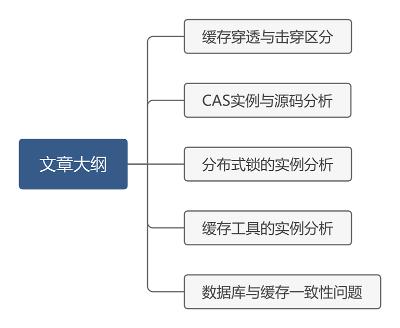 缓存穿透与击穿区分
CAS实例与源码分析
文章大纲
分布式锁的实例分析
缓存工具的实例分析
数据库与缓存一致性问题